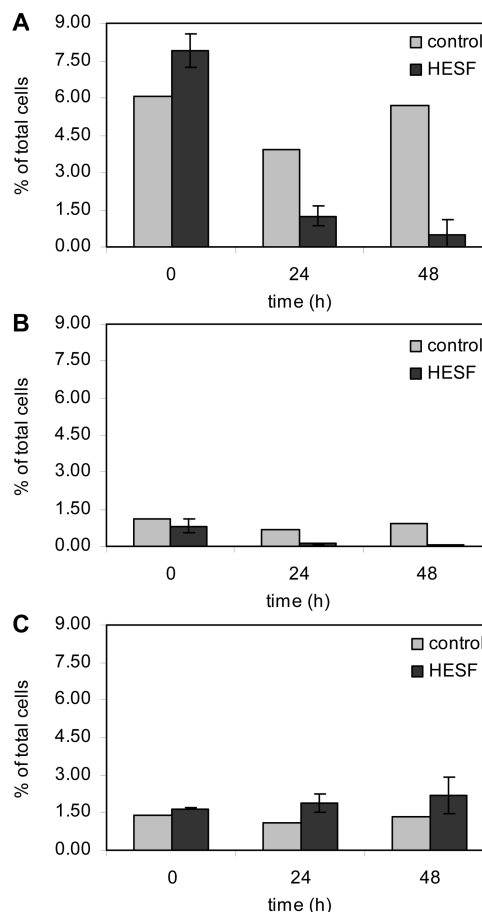 A
9.00
7.50
6.00
4.50
3.00
1.50
0.00
% of total cells
control
HESF
0 24 48
time (h)
B
9.00
7.50
6.00
4.50
3.00
1.50
0.00
% of total cells
control
HESF
0 24 48
time (h)
C
9.00
7.50
6.00
4.50
3.00
1.50
0.00
% of total cells
control
HESF
0 24 48
time (h)